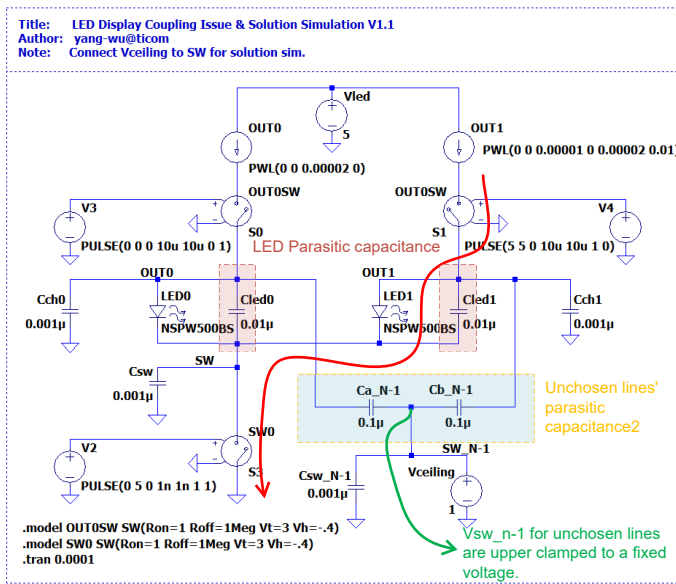 Title: LED Display Coupling Issue & Solution Simulation V1.1
Author: yang-wu@ticom
Note: Connect Vceiling to SW for solution sim.
Vled
5
OUT0
PWL(0 0 0.00002 0)
OUT1
PWL(0 0 0.00001 0 0.00002 0.01)
V3
PULSE(0 0 0 10u 10u 0 1)
OUT0SW
S0
OUT0SW
S1
V4
PULSE(5 5 0 10u 10u 1 0)
LED Parasitic capacitance
OUT0
OUT1
Cch0
0.001µ
LED0
NSPW500BS
Cled0
0.01µ
LED1
NSPW500BS
Cled1
0.01µ
Cch1
0.001µ
SW
Csw
0.001µ
Ca_N-1
0.1µ
Cb_N-1
0.1µ
Unchosen lines'
parasitic
capacitance2
V2
PULSE(0 5 0 1n 1n 1 1)
SW0
S3
SW_N-1
Csw_N-1
0.001µ
Vceiling
1
.model OUT0SW SW(Ron=1 Roff=1Meg Vt=3 Vh=-.4)
.model SW0 SW(Ron=1 Roff=1Meg Vt=3 Vh=-.4)
.tran 0.0001
Vsw_n-1 for unchosen lines
are upper clamped to a fixed
voltage.